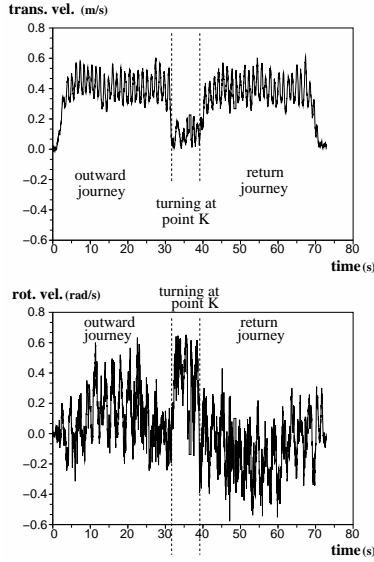 trans. vel. (m/s)
0.8
0.6
0.4
0.2
0.0
−0.2
−0.4
−0.6
outward
journey
turning at
point K
return
journey
0 10 20 30 40 50 60 70 80
time (s)
rot. vel. (rad/s)
turning at
point K
0.8
0.6
0.4
0.2
0.0
−0.2
−0.4
−0.6
outward
journey
return
journey
0 10 20 30 40 50 60 70 80
time (s)